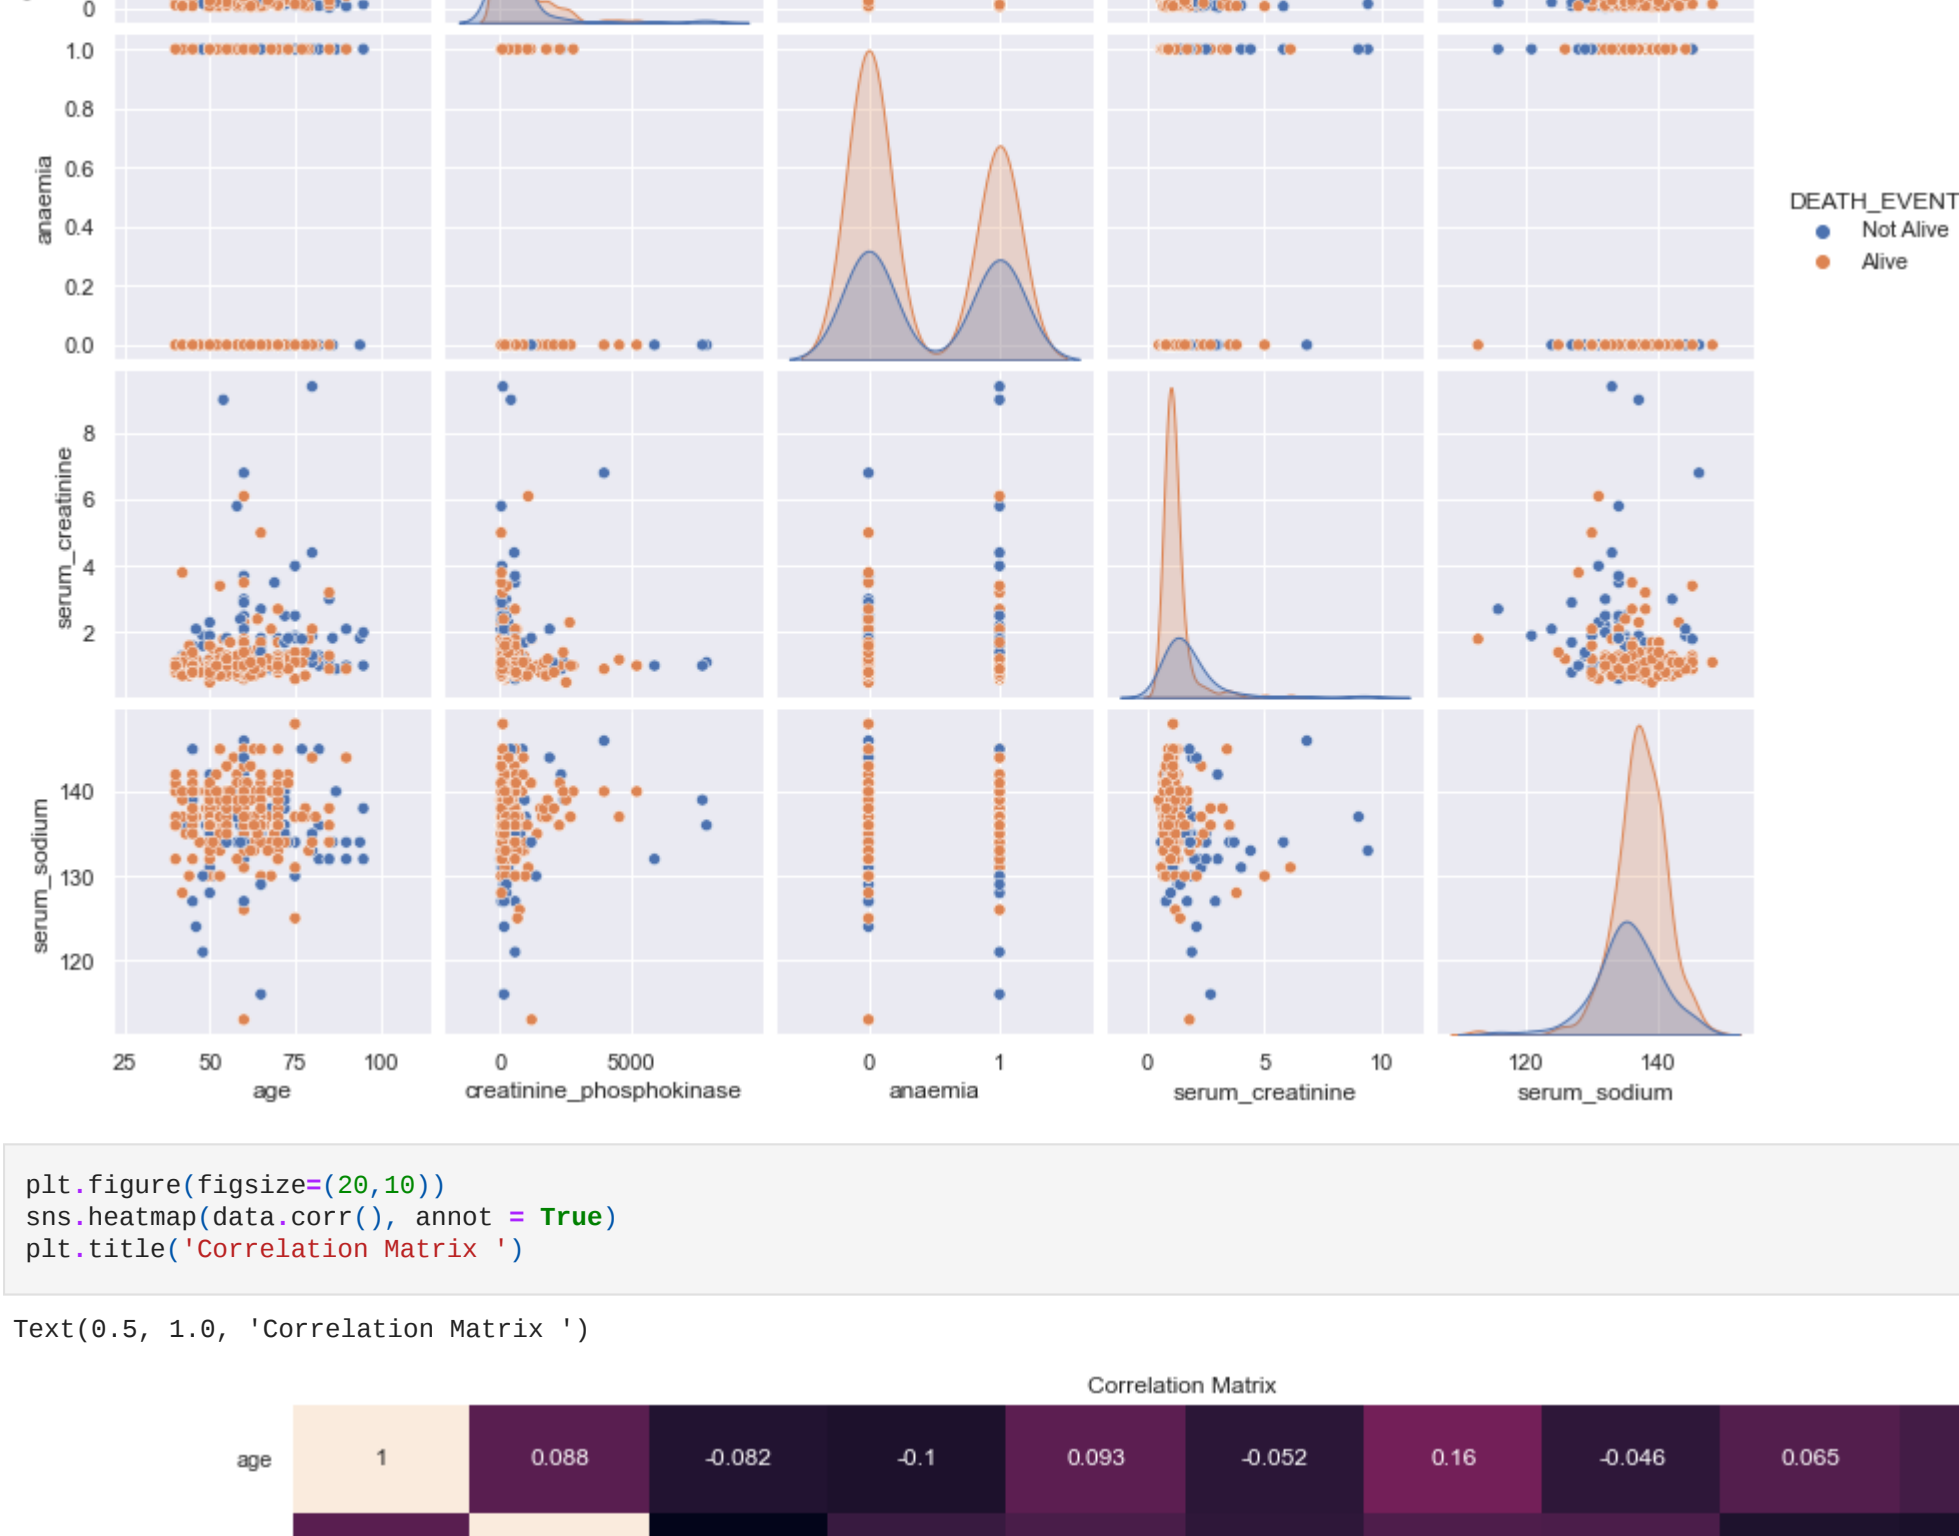 0
1.0
0.8
0.6
0.4
0.2
0.0
anaemia
DEATH_EVENT
Not Alive
Alive
8
6
4
2
serum_creatinine
140
130
120
serum_sodium
25 50 75 100 0 5000 0 1 0 5 10 120 140
age creatinine_phosphokinase anaemia serum_creatinine serum_sodium
plt.figure(figsize=(20,10))
sns.heatmap(data.corr(), annot = True)
plt.title('Correlation Matrix ')
Text(0.5, 1.0, 'Correlation Matrix ')
Correlation Matrix
age 1 0.088 -0.082 -0.1 0.093 -0.052 0.16 -0.046 0.065